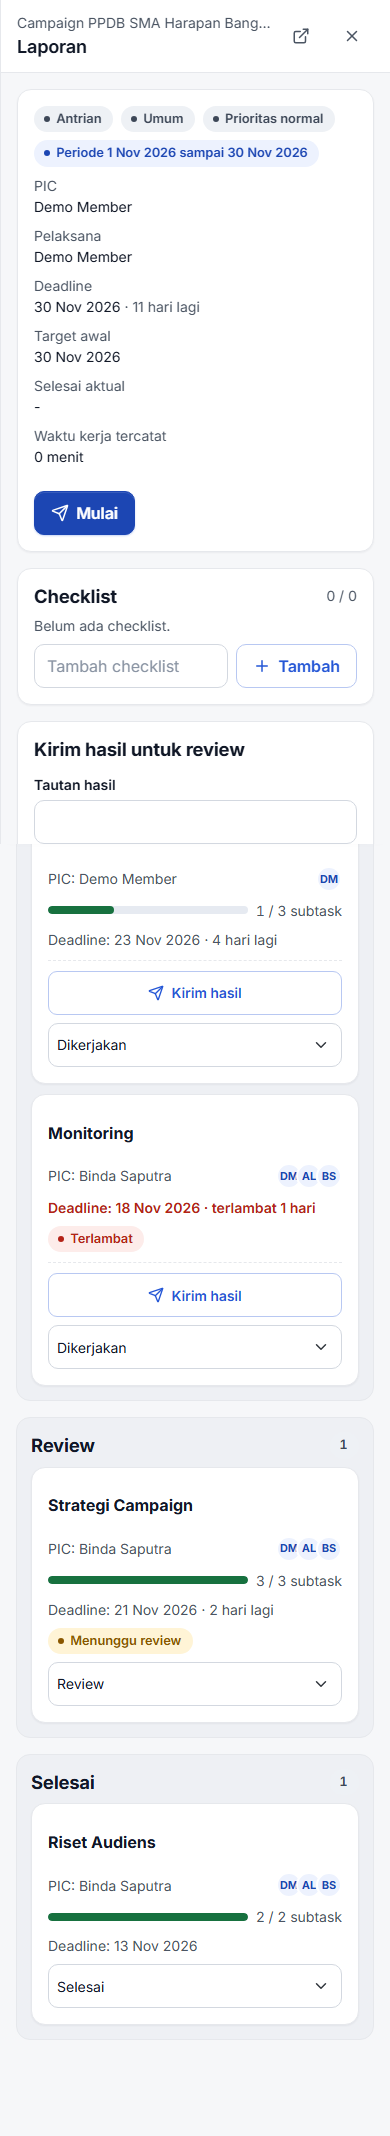 Campaign PPDB SMA Harapan Bang...
Laporan
Antrian
Umum
Prioritas normal
Periode 1 Nov 2026 sampai 30 Nov 2026
PIC
Demo Member
Pelaksana
Demo Member
Deadline
30 Nov 2026 · 11 hari lagi
Target awal
30 Nov 2026
Selesai aktual
-
Waktu kerja tercatat
0 menit
Mulai
Checklist
0 / 0
Belum ada checklist.
Tambah checklist
Tambah
Kirim hasil untuk review
Tautan hasil
PIC: Demo Member
DM
1 / 3 subtask
Deadline: 23 Nov 2026 · 4 hari lagi
Kirim hasil
Dikerjakan
Monitoring
PIC: Binda Saputra
DM AL BS
Deadline: 18 Nov 2026 · terlambat 1 hari
Terlambat
Kirim hasil
Dikerjakan
Review
1
Strategi Campaign
PIC: Binda Saputra
DM AL BS
3 / 3 subtask
Deadline: 21 Nov 2026 · 2 hari lagi
Menunggu review
Review
Selesai
1
Riset Audiens
PIC: Binda Saputra
DM AL BS
2 / 2 subtask
Deadline: 13 Nov 2026
Selesai